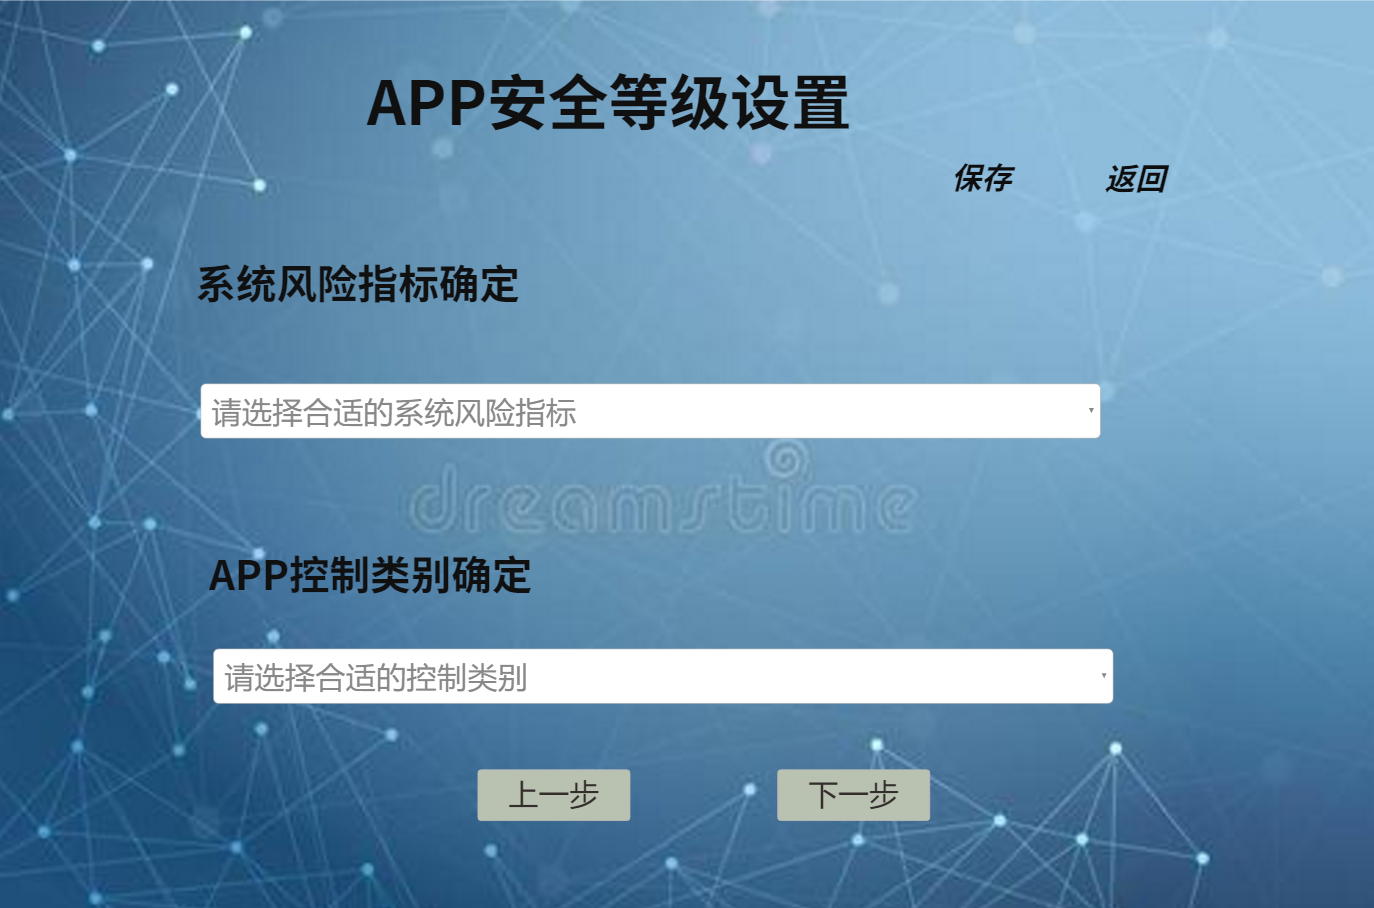 APP安全等级设置
保存 返回
系统风险指标确定
请选择合适的系统风险指标
dreamstime
APP控制类别确定
请选择合适的控制类别
上一步 下一步